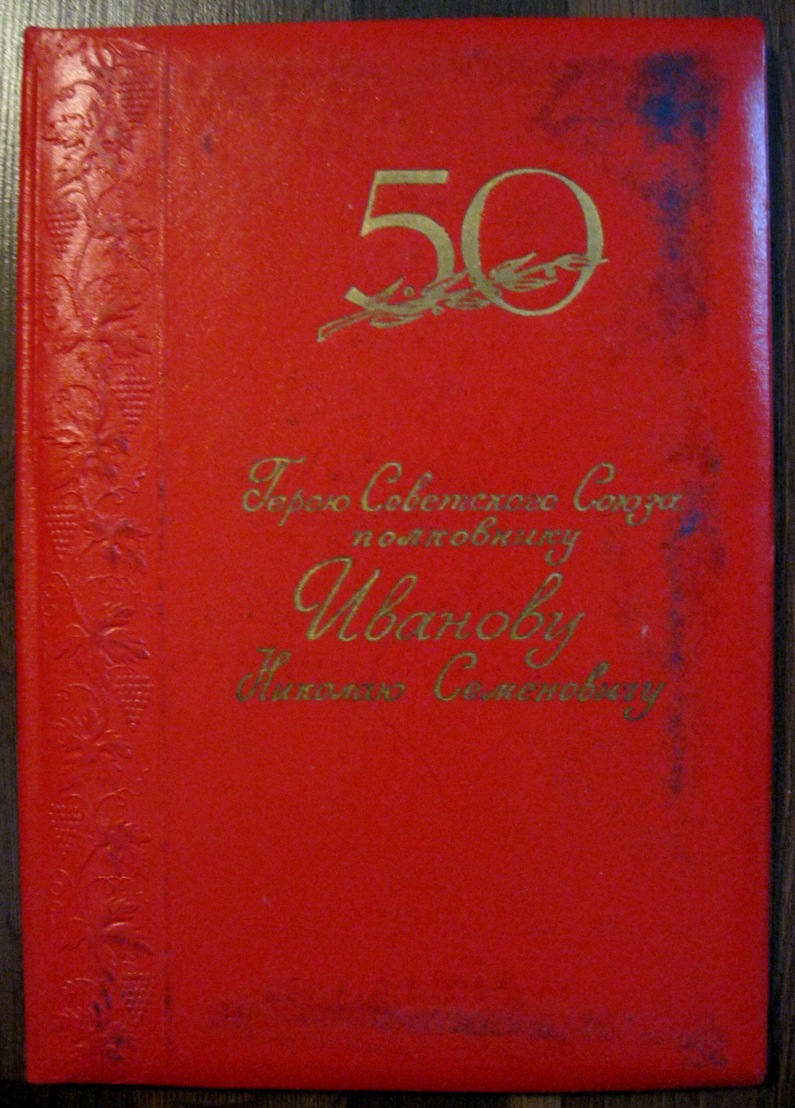 50
Герою Советского Союза
полковнику
Иванову
Николаю Семеновичу